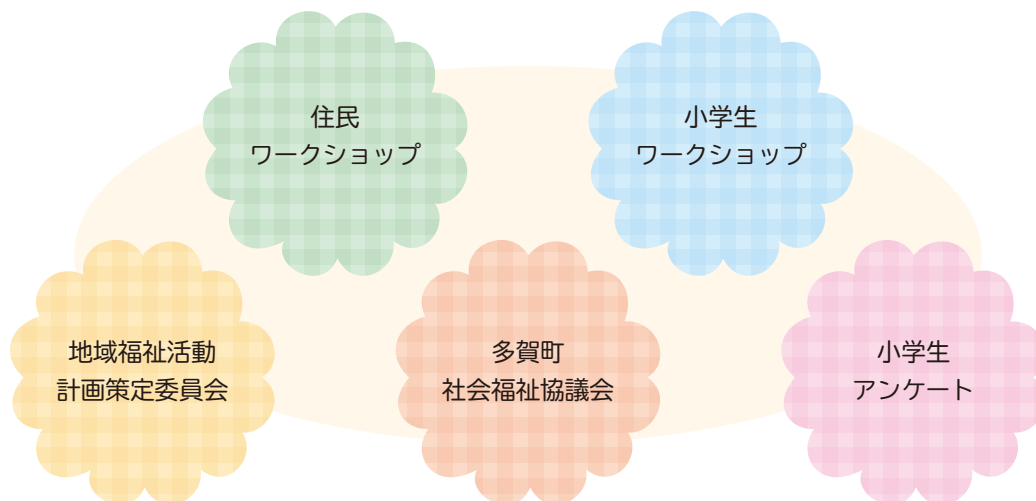 住民
ワークショップ
小学生
ワークショップ
地域福祉活動
計画策定委員会
多賀町
社会福祉協議会
小学生
アンケート